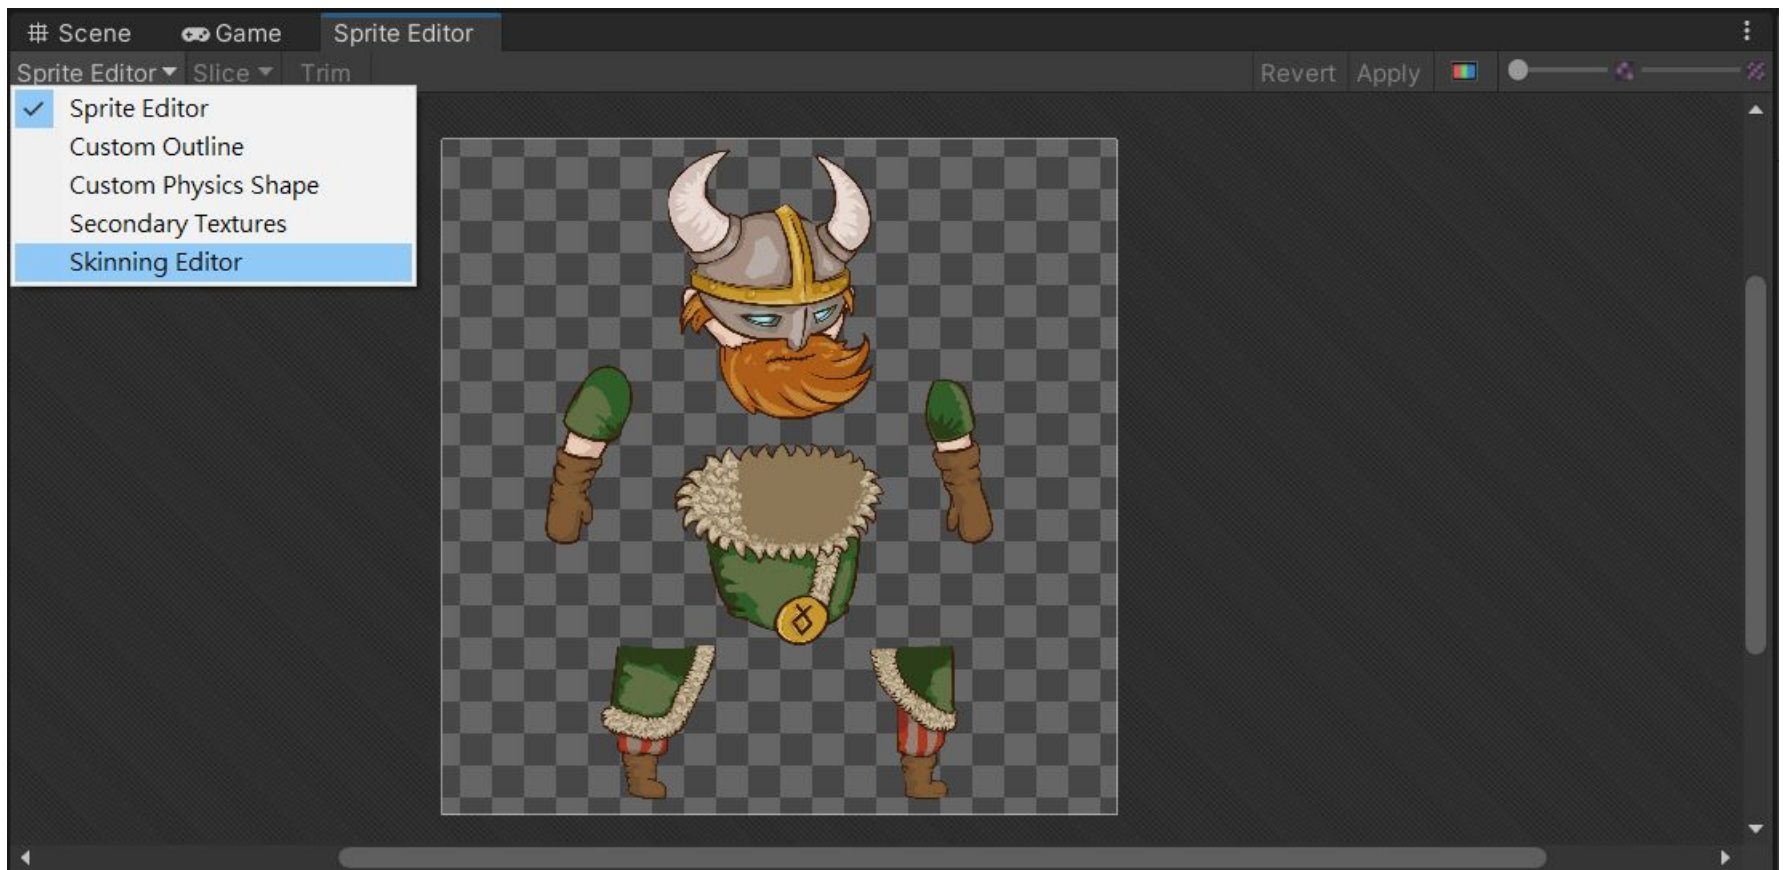 Scene Game Sprite Editor
Sprite Editor Slice Trim Revert Apply
Sprite Editor
Custom Outline
Custom Physics Shape
Secondary Textures
Skinning Editor